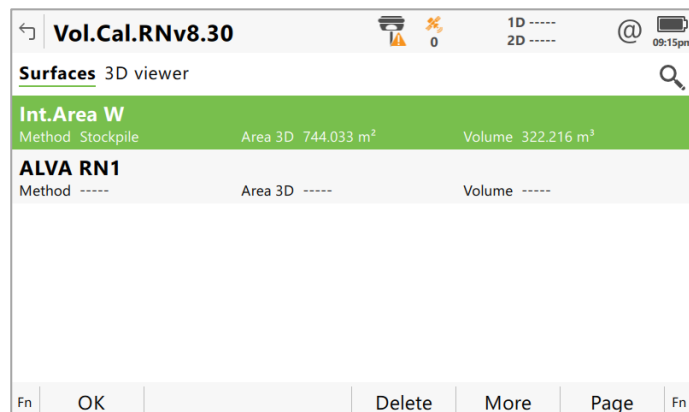 Vol.Cal.RNv8.30
0
1D -----
2D -----
@
09:15pm
Surfaces 3D viewer
Int.Area W
Method Stockpile Area 3D 744.033 m² Volume 322.216 m³
ALVA RN1
Method ----- Area 3D ----- Volume -----
Fn OK Delete More Page Fn